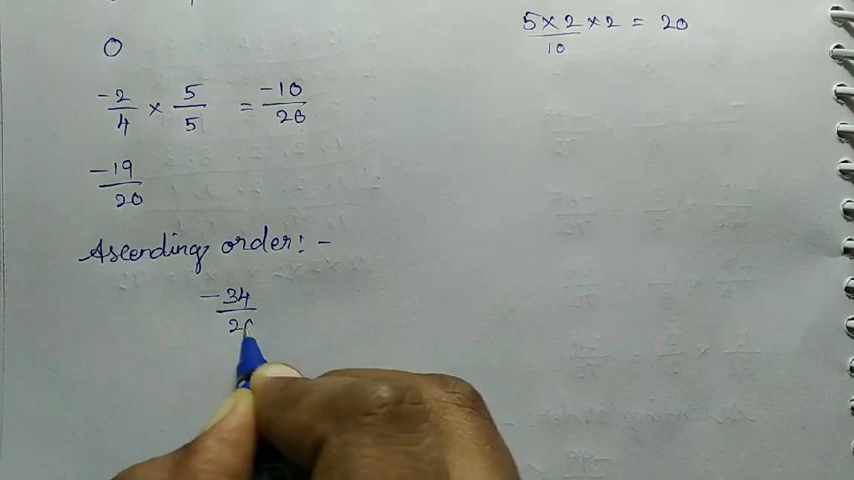 5 × 2 × 2 = 20
10
0
-2/4 × 5/5 = -10/20
-19/20
Ascending order:-
-34/20